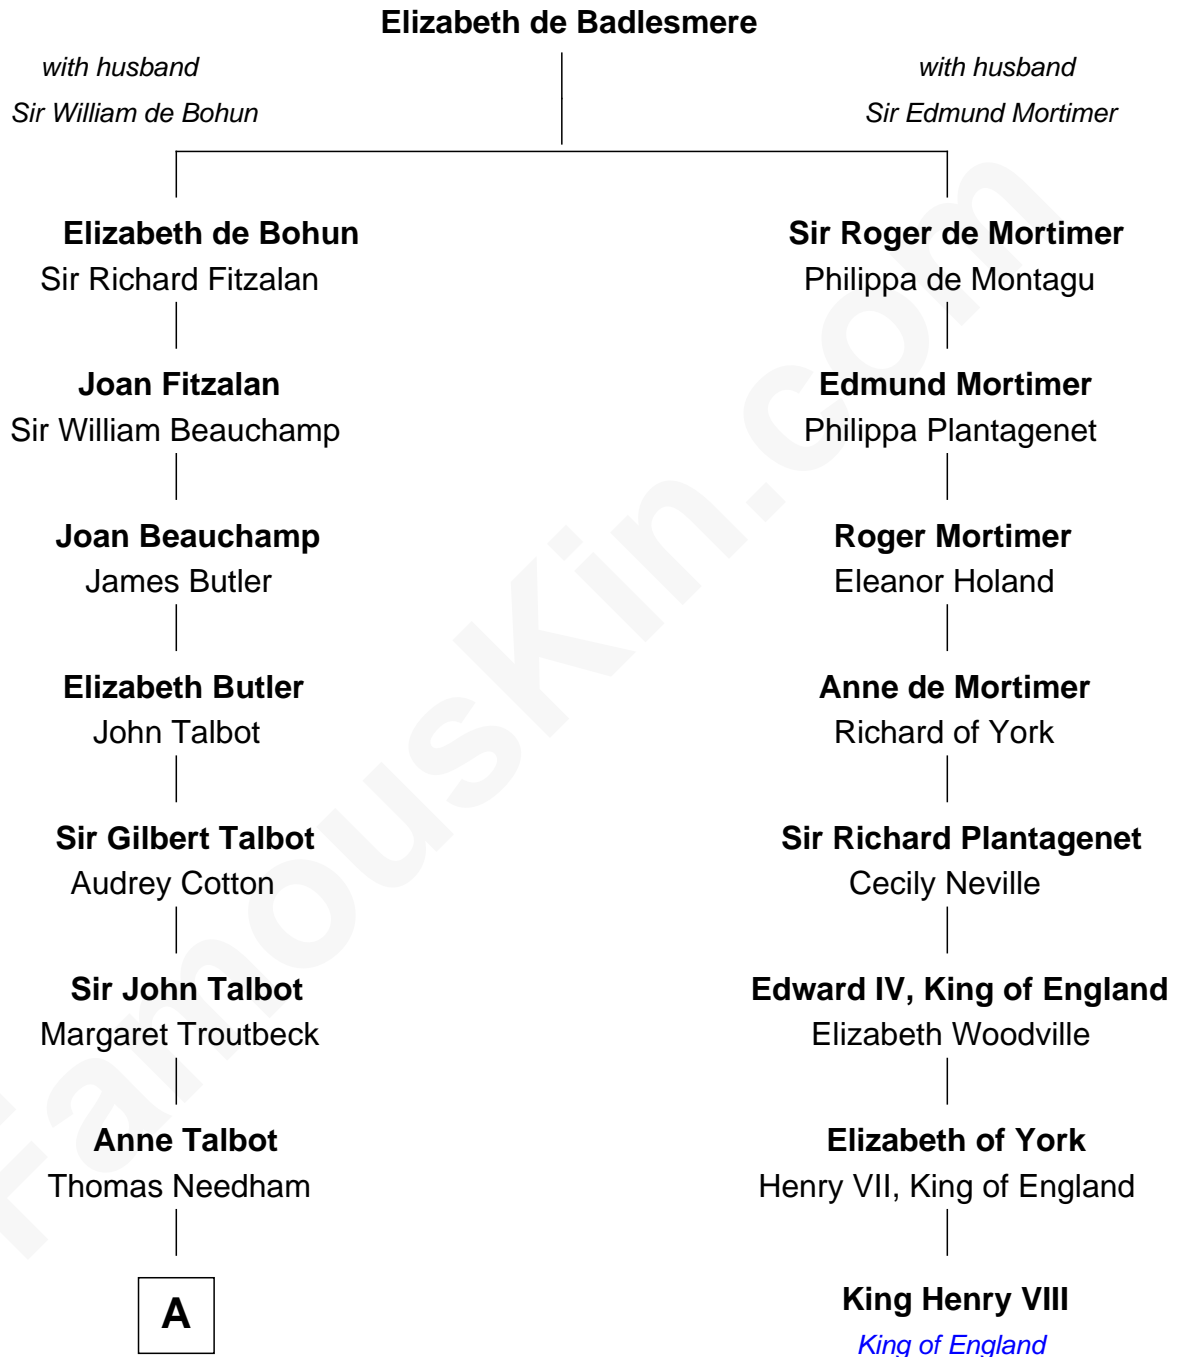 Elizabeth de Badlesmere
with husband
Sir William de Bohun
with husband
Sir Edmund Mortimer
Elizabeth de Bohun
Sir Richard Fitzalan
Sir Roger de Mortimer
Philippa de Montagu
Joan Fitzalan
Sir William Beauchamp
Edmund Mortimer
Philippa Plantagenet
Joan Beauchamp
James Butler
Roger Mortimer
Eleanor Holand
Elizabeth Butler
John Talbot
Anne de Mortimer
Richard of York
Sir Gilbert Talbot
Audrey Cotton
Sir Richard Plantagenet
Cecily Neville
Sir John Talbot
Margaret Troutbeck
Edward IV, King of England
Elizabeth Woodville
Anne Talbot
Thomas Needham
Elizabeth of York
Henry VII, King of England
A
King Henry VIII
King of England
FamousKin.com